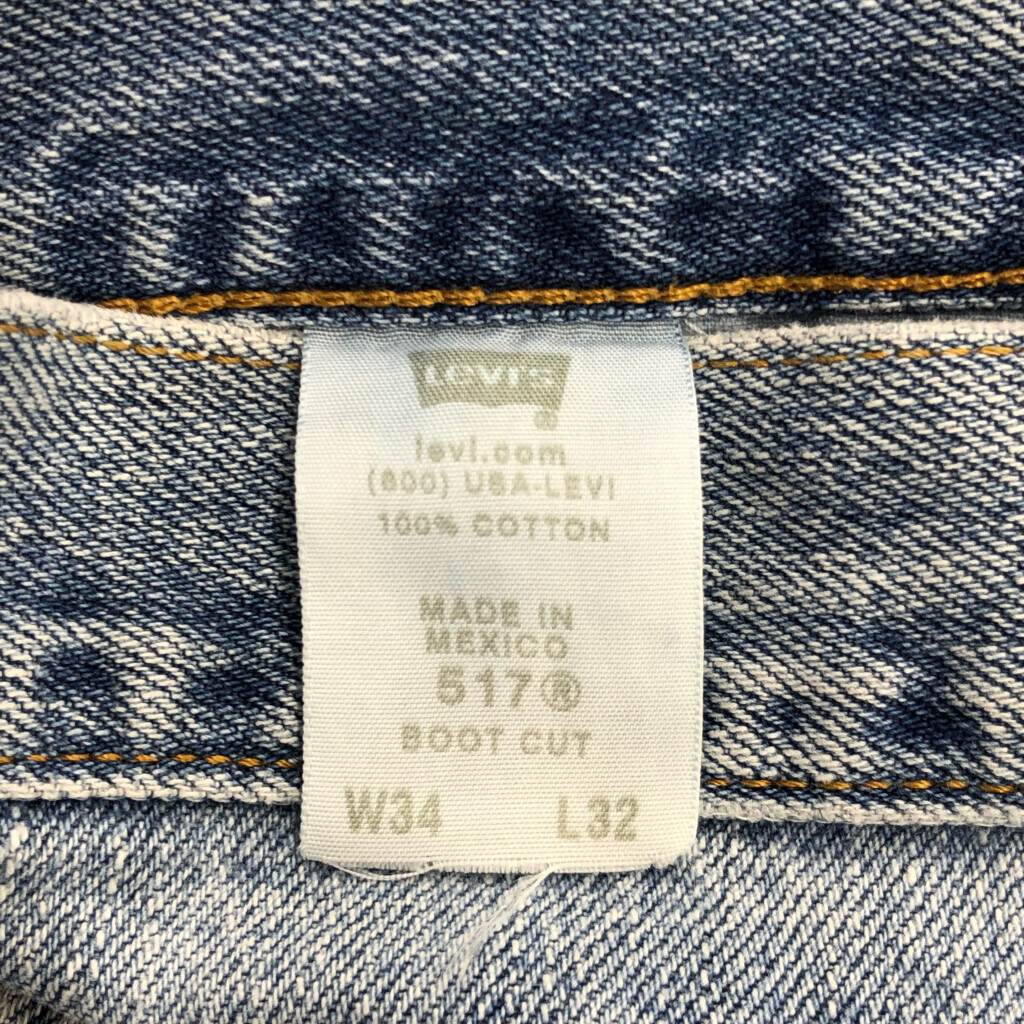 Levi's
®
levi.com
(800) USA-LEVI
100% COTTON
MADE IN
MEXICO
517®
BOOT CUT
W34 L32